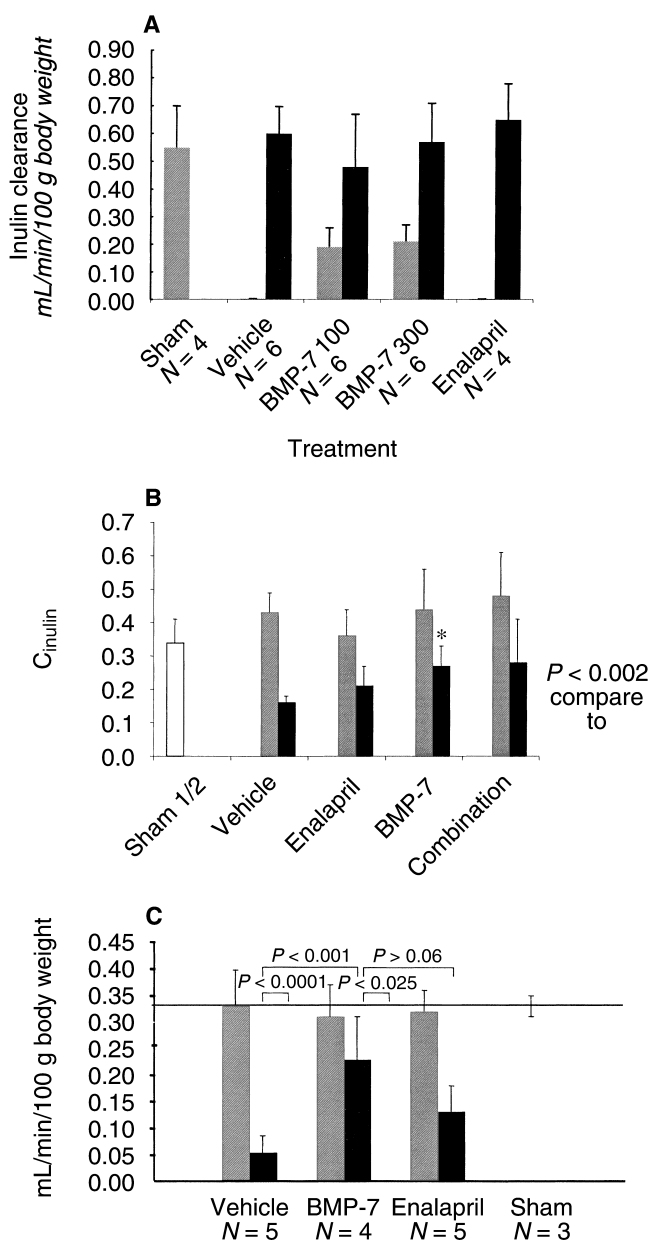 A
Inulin clearance
mL/min/100 g body weight
0.90
0.80
0.70
0.60
0.50
0.40
0.30
0.20
0.10
0.00
Sham
N = 4
Vehicle
N = 6
BMP-7 100
N = 6
BMP-7 300
N = 6
Enalapril
N = 4
Treatment
B
Cinulin
0.7
0.6
0.5
0.4
0.3
0.2
0.1
0.0
*
P < 0.002
compare
to
Sham 1/2
Vehicle
Enalapril
BMP-7
Combination
C
mL/min/100 g body weight
0.45
0.40
0.35
0.30
0.25
0.20
0.15
0.10
0.05
0.00
P < 0.001
P > 0.06
P < 0.0001
P < 0.025
Vehicle BMP-7 Enalapril Sham
N = 5 N = 4 N = 5 N = 3